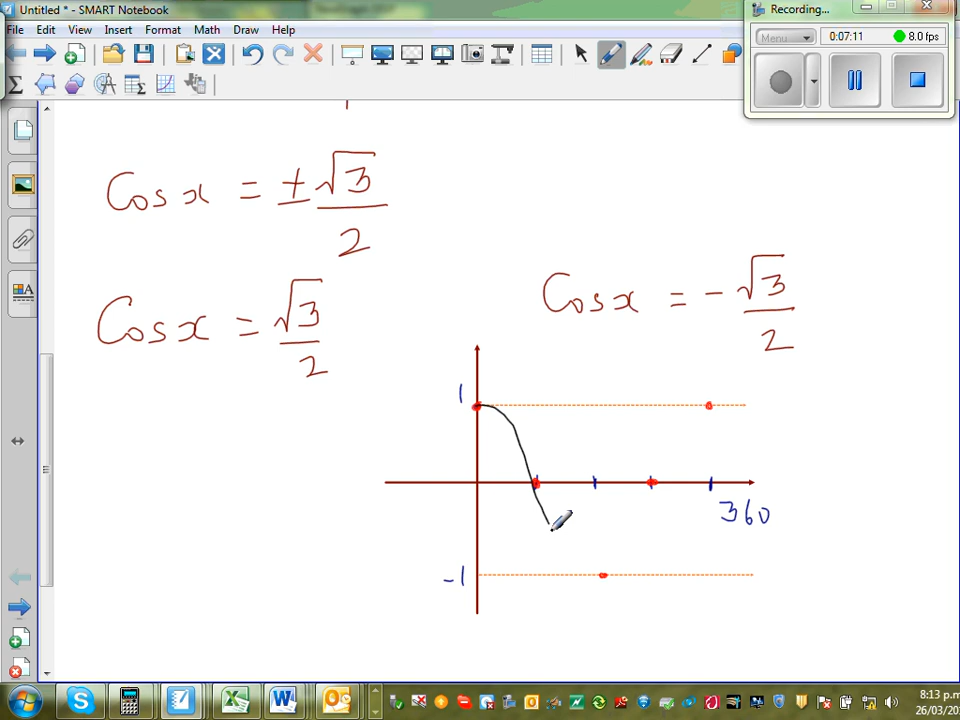 Untitled * - SMART Notebook
File Edit View Insert Format Math Draw Help
Recording...
Menu 0:07:11 8.0 fps
Cos x = ± √3/2
Cos x = √3/2
Cos x = - √3/2
1
360
-1
8:13 p.m
26/03/20